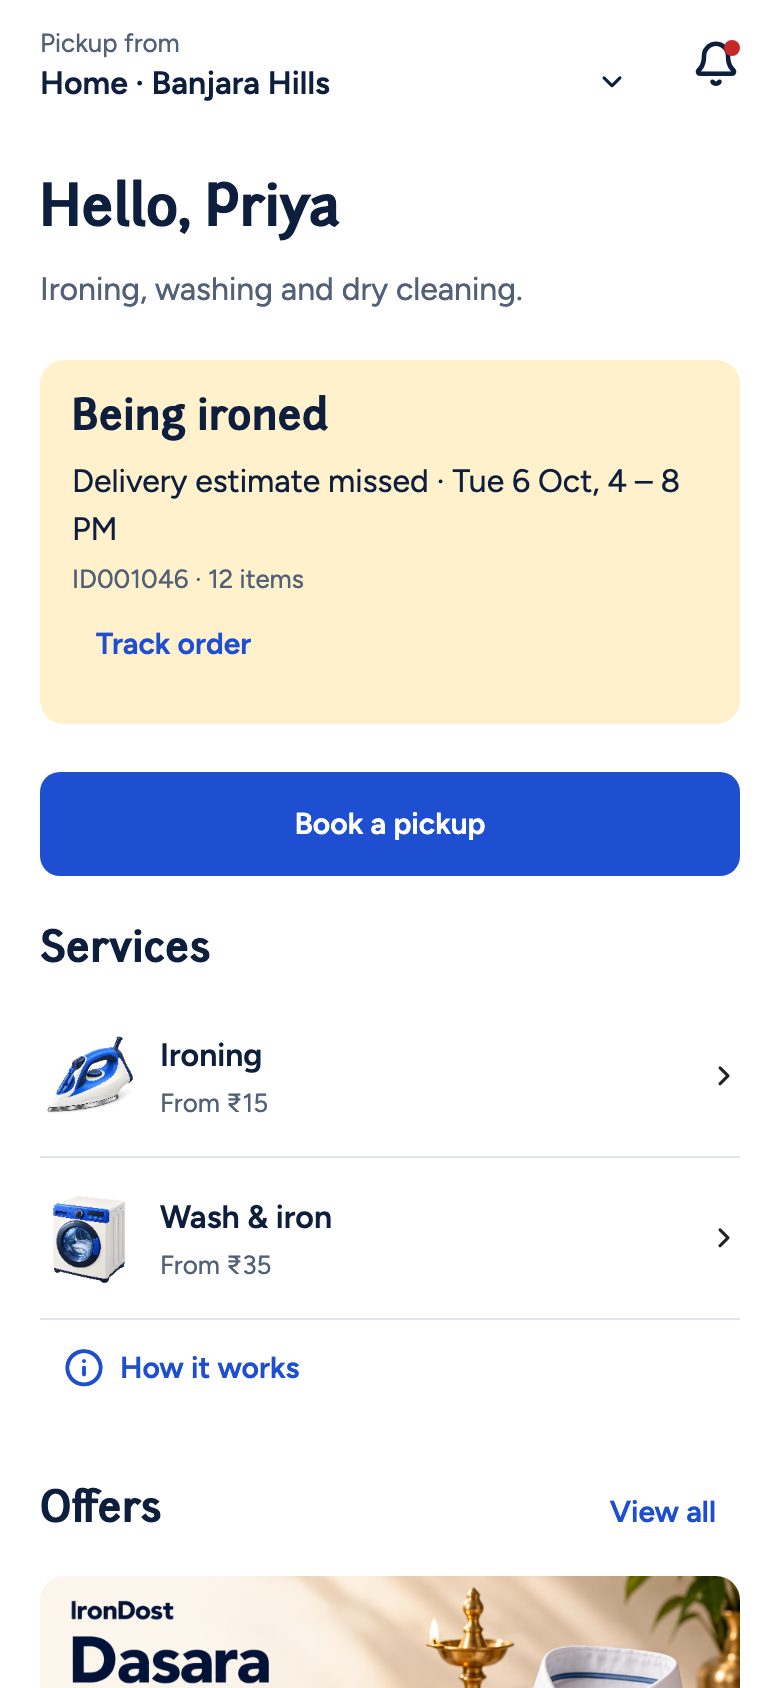 Pickup from
Home · Banjara Hills
Hello, Priya
Ironing, washing and dry cleaning.
Being ironed
Delivery estimate missed · Tue 6 Oct, 4 – 8
PM
ID001046 · 12 items
Track order
Book a pickup
Services
Ironing
From ₹15
Wash & iron
From ₹35
How it works
Offers
View all
IronDost
Dasara